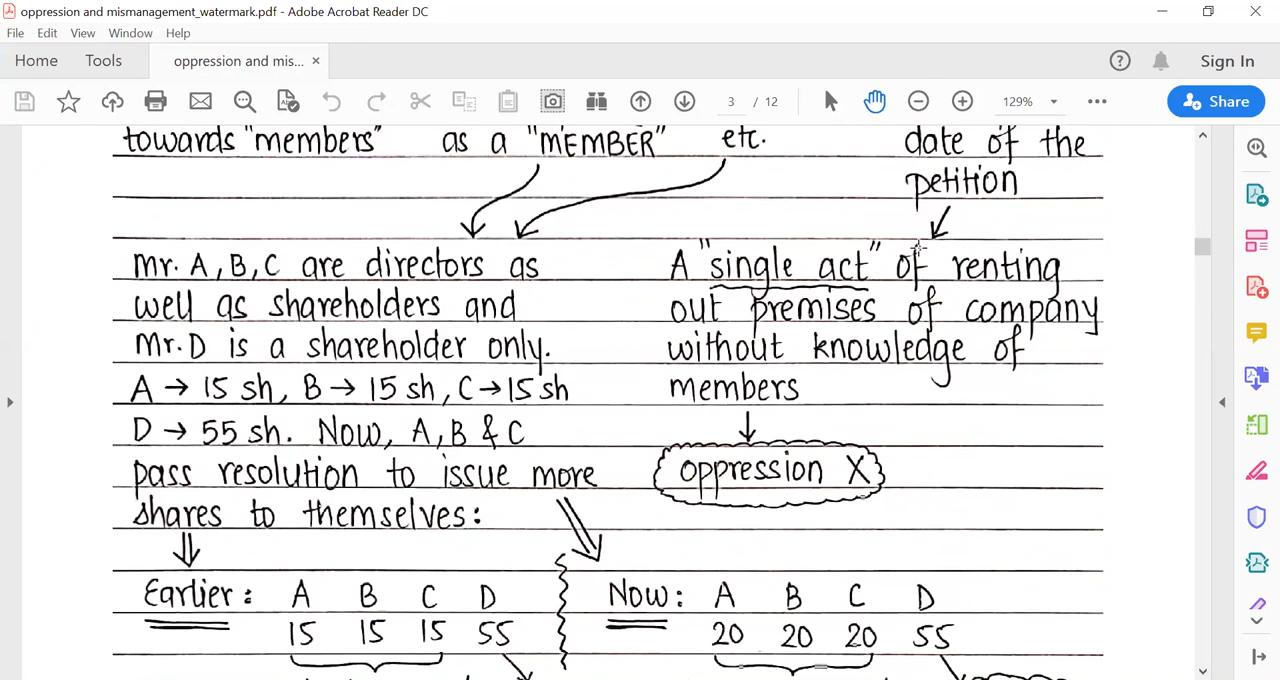 oppression and mismanagement_watermark.pdf - Adobe Acrobat Reader DC
File Edit View Window Help
Home Tools oppression and mis... ×
Sign In
3 / 12
129%
Share
towards "members" as a "MEMBER" etc.
date of the
petition
Mr. A, B, C are directors as
well as shareholders and
Mr. D is a shareholder only.
A → 15 sh, B → 15 sh, C → 15 sh
D → 55 sh. Now, A, B & C
pass resolution to issue more
shares to themselves:
A "single act" of renting
out premises of company
without knowledge of
members
oppression X
Earlier: A B C D
15 15 15 55
Now: A B C D
20 20 20 55